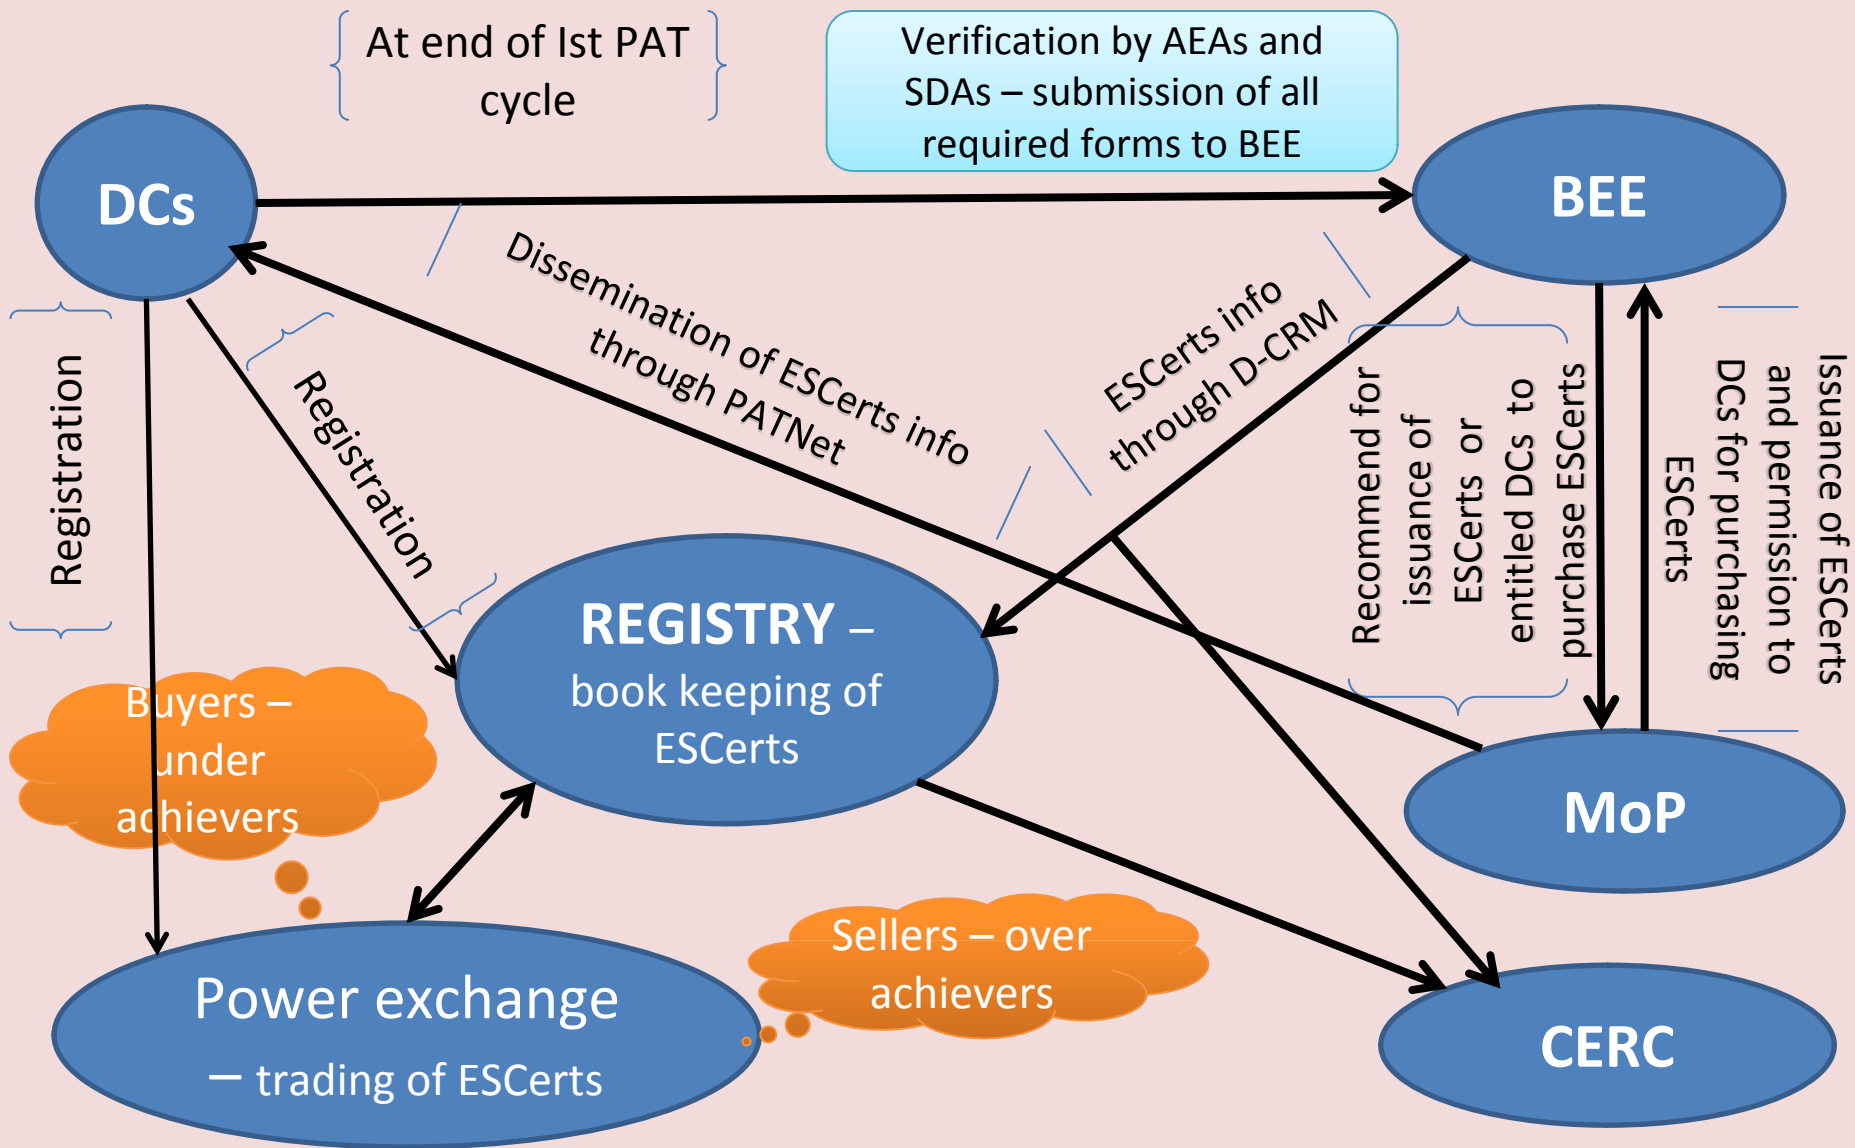 At end of Ist PAT
cycle
Verification by AEAs and
SDAs – submission of all
required forms to BEE
DCs
BEE
Dissemination of ESCerts info
through PATNet
ESCerts info
through D-CRM
Registration
Registration
Recommend for
issuance of
ESCerts or
entitled DCs to
purchase ESCerts
Issuance of ESCerts
and permission to
DCs for purchasing
ESCerts
REGISTRY –
book keeping of
ESCerts
Buyers –
under
achievers
MoP
Sellers – over
achievers
Power exchange
– trading of ESCerts
CERC